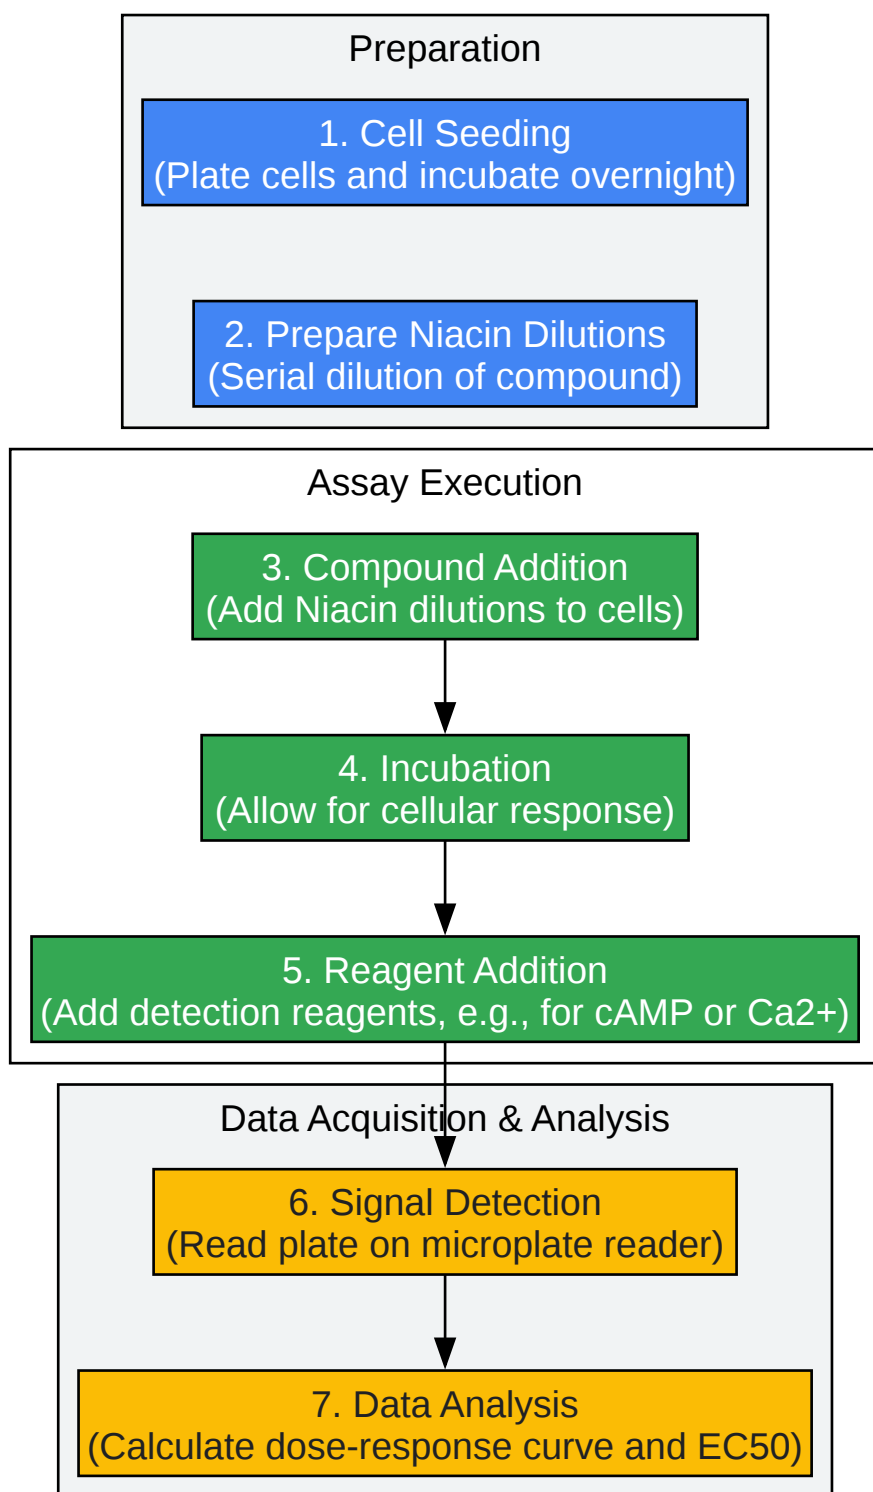 Preparation
1. Cell Seeding
(Plate cells and incubate overnight)
2. Prepare Niacin Dilutions
(Serial dilution of compound)
Assay Execution
3. Compound Addition
(Add Niacin dilutions to cells)
4. Incubation
(Allow for cellular response)
5. Reagent Addition
(Add detection reagents, e.g., for cAMP or Ca2+)
Data Acquisition & Analysis
6. Signal Detection
(Read plate on microplate reader)
7. Data Analysis
(Calculate dose-response curve and EC50)